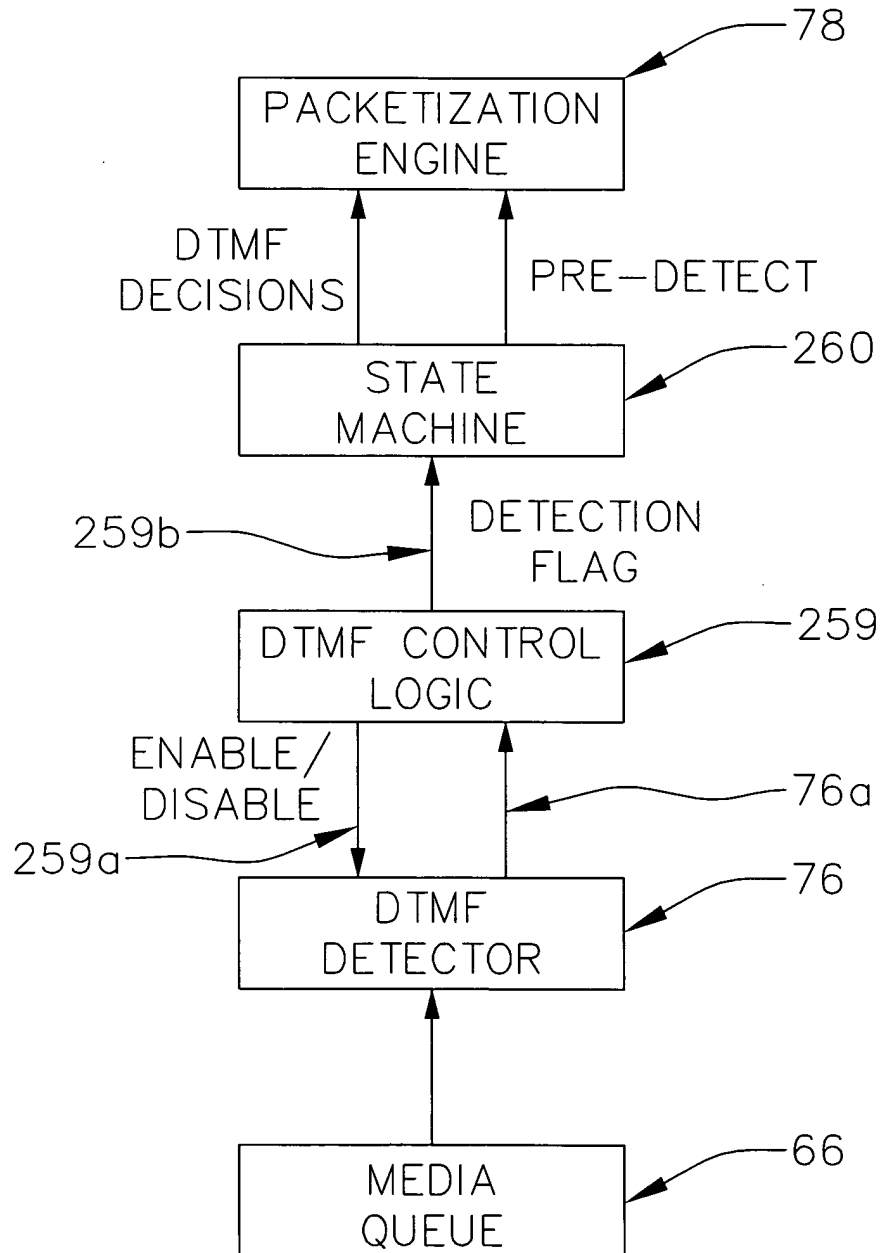 78
PACKETIZATION
ENGINE
DTMF
DECISIONS
PRE-DETECT
260
STATE
MACHINE
259b
DETECTION
FLAG
259
DTMF CONTROL
LOGIC
ENABLE/
DISABLE
76a
259a
76
DTMF
DETECTOR
66
MEDIA
QUEUE